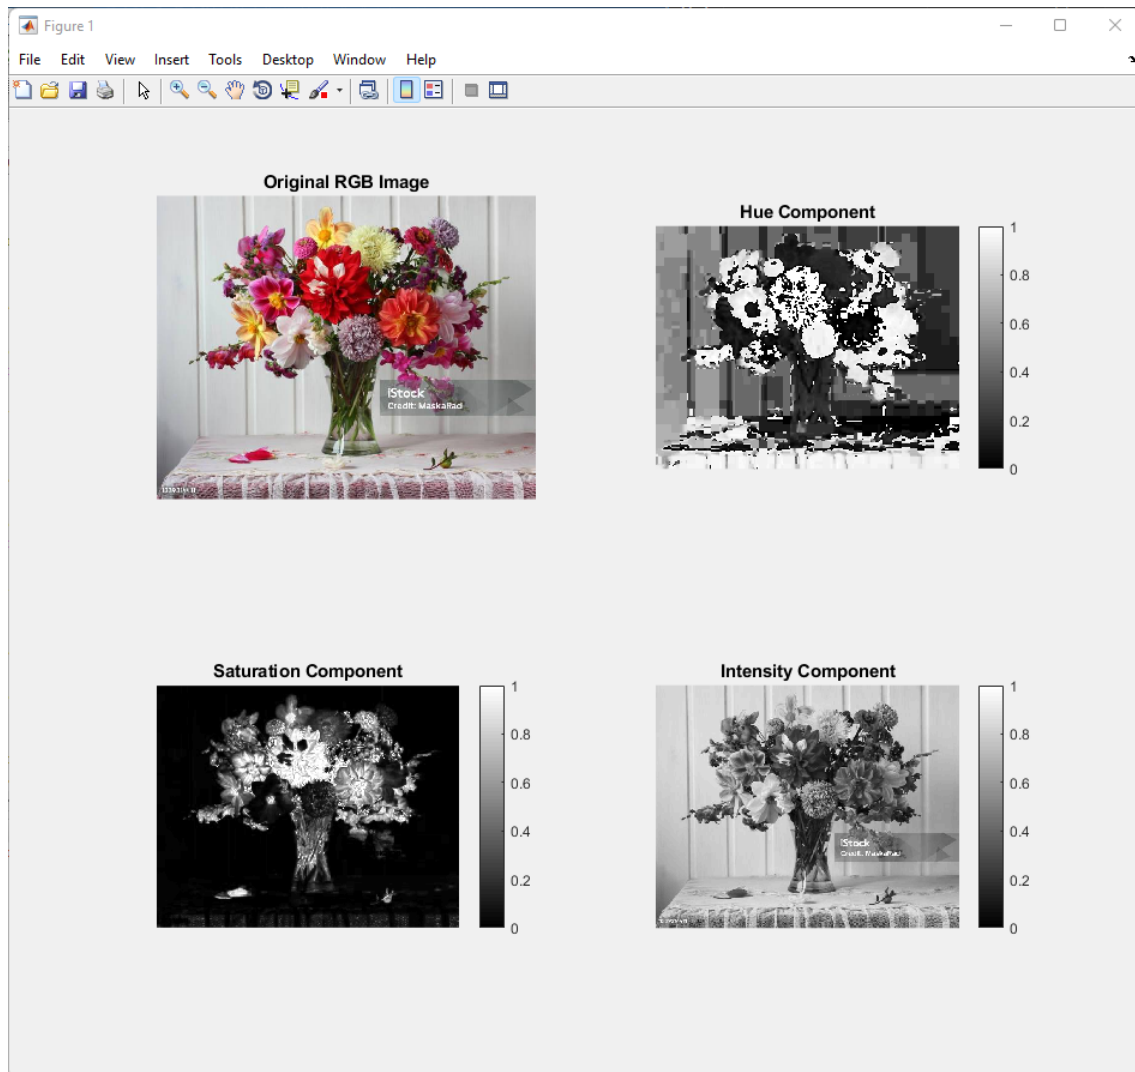 Figure 1
File Edit View Insert Tools Desktop Window Help
Original RGB Image
iStock
Credit: MaskaRad
Hue Component
1
0.8
0.6
0.4
0.2
0
Saturation Component
1
0.8
0.6
0.4
0.2
0
Intensity Component
iStock
Credit: MaskaRad
1
0.8
0.6
0.4
0.2
0